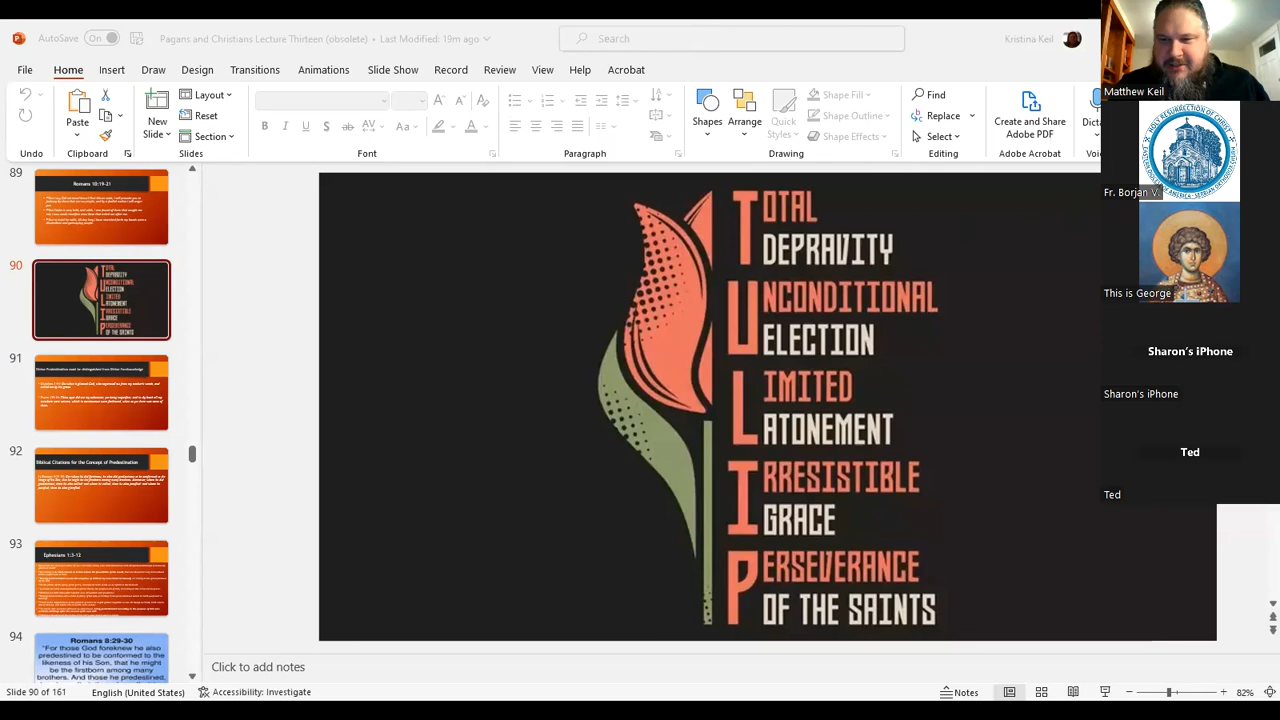 AutoSave On Pagans and Christians Lecture Thirteen (obsolete) • Last Modified: 19m ago Search Kristina Keil
File Home Insert Draw Design Transitions Animations Slide Show Record Review View Help Acrobat
Paste
New
Slide
Layout
Reset
Section
Shapes
Arrange
Quick
Styles
Shape Fill
Shape Outline
Shape Effects
Find
Replace
Select
Create and Share
Adobe PDF
Undo Clipboard Slides Font Paragraph Drawing Editing Adobe Acrobat
Matthew Keil
Fr. Borjan V.
This is George
Sharon's iPhone
Sharon's iPhone
Ted
Ted
89
Romans 10:19-21
90
91
92
Biblical Citations for the Concept of Predestination
93
Ephesians 1:3-12
94
Romans 8:29-30
"For those God foreknew he also
predestined to be conformed to the
likeness of his Son, that he might
be the firstborn among many
brothers. And those he predestined,
TOTAL
DEPRAVITY
UNCONDITIONAL
ELECTION
LIMITED
ATONEMENT
IRRESISTIBLE
GRACE
PERSEVERANCE
OF THE SAINTS
Click to add notes
Slide 90 of 161 English (United States) Accessibility: Investigate Notes 82%